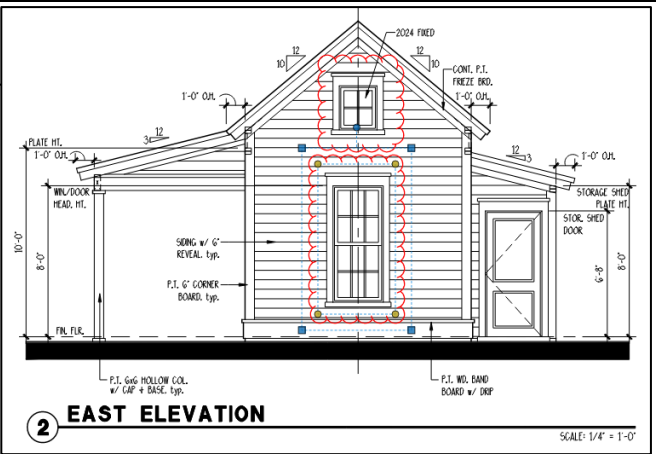 2024 FIXED
12
10
12
10
CONT. P.T.
FRIEZE BRD.
1'-0" O.H.
1'-0" O.H.
12
3
PLATE HT.
1'-0" O.H.
12
3
1'-0" O.H.
WIN./DOOR
HEAD. HT.
STORAGE SHED
PLATE HT.
STOR. SHED
DOOR
10'-0"
8'-0"
SIDING w/ 6"
REVEAL. typ.
6'-8"
8'-0"
P.T. 6" CORNER
BOARD. typ.
FIN. FLR.
P.T. 6x6 HOLLOW COL.
w/ CAP + BASE. typ.
P.T. WD. BAND
BOARD w/ DRIP
2 EAST ELEVATION
SCALE: 1/4" = 1'-0"